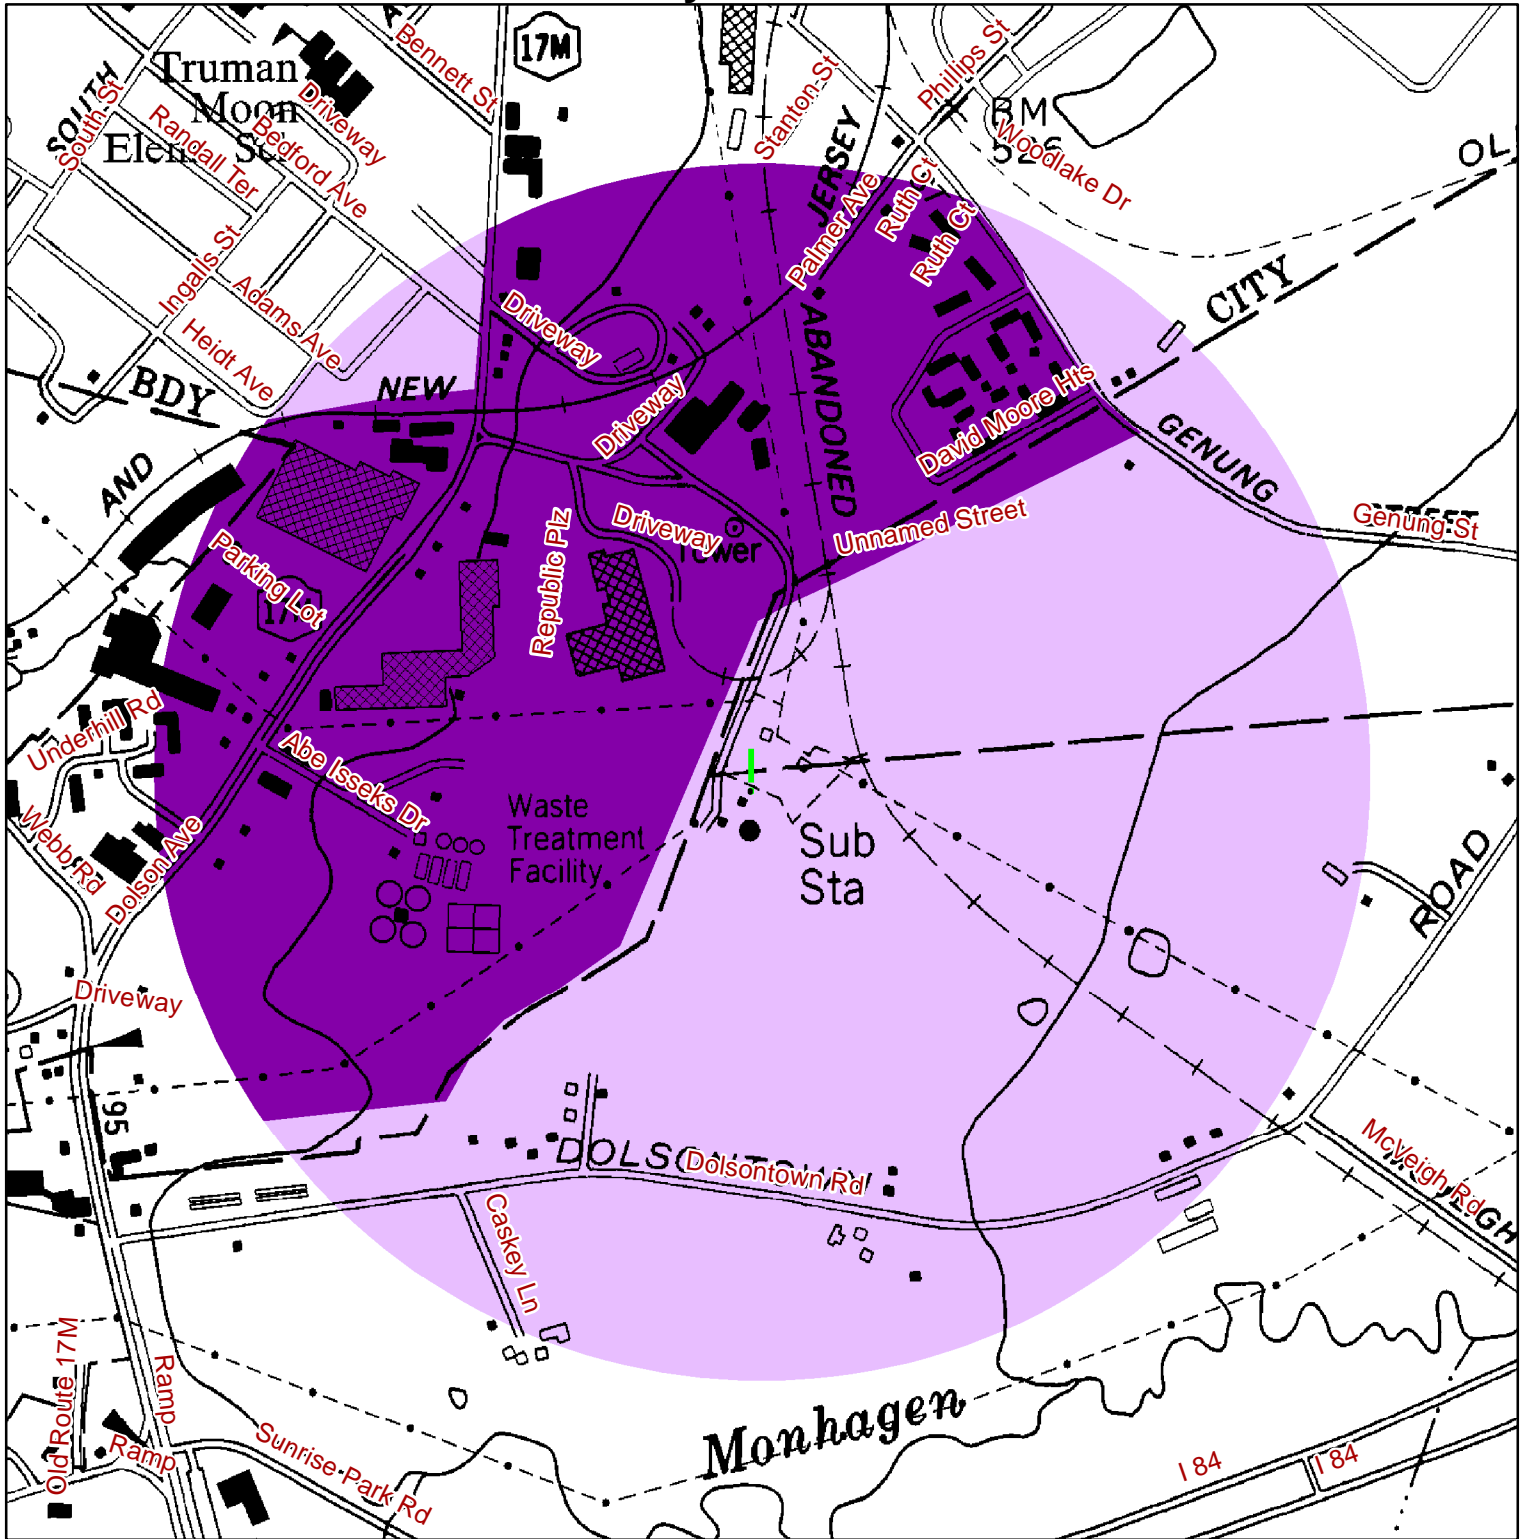 17M
Bennett St
Truman
Moon
SOUTH
South St
Driveway
Randall Ter
Bedford Ave
Stanton St
Phillips St
BM
526
Woodlake Dr
JERSEY
Palmer Ave
Ruth Ct
Ruth Ct
OL
CITY
Ingalls St
Adams Ave
Heidt Ave
Driveway
BDY
NEW
AND
Driveway
ABANDONED
David Moore Hts
GENUNG
Genung St
Parking Lot
Republic Plz
Driveway
Tower
Unnamed Street
Underhill Rd
Abe Isseks Dr
Webb Rd
Dolson Ave
Waste
Treatment
Facility
Sub
Sta
ROAD
Driveway
95
Dolsontown Rd
McVeigh Rd
Caskey Ln
Old Route 17M
Ramp
Ramp
Sunrise Park Rd
Monhagen
I 84
I 84